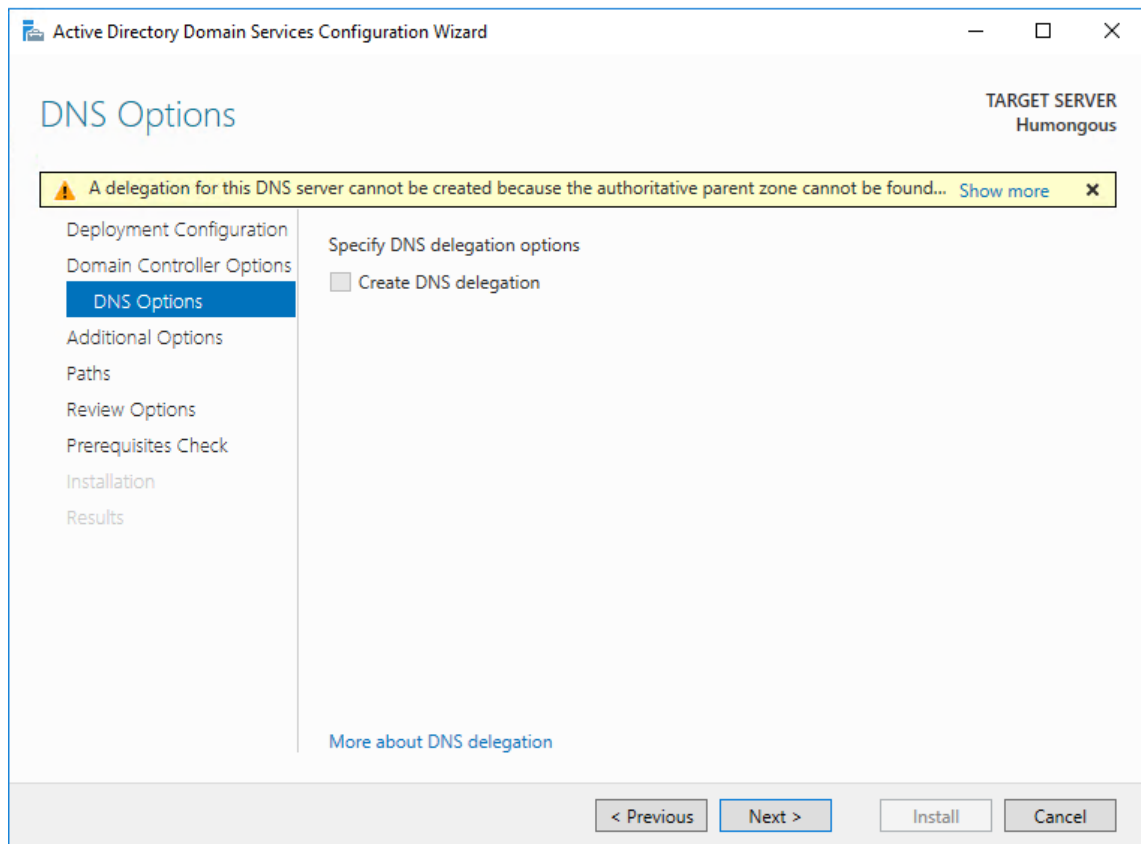 Active Directory Domain Services Configuration Wizard
DNS Options
TARGET SERVER
Humongous
A delegation for this DNS server cannot be created because the authoritative parent zone cannot be found... Show more
Deployment Configuration
Domain Controller Options
DNS Options
Additional Options
Paths
Review Options
Prerequisites Check
Installation
Results
Specify DNS delegation options
Create DNS delegation
More about DNS delegation
< Previous
Next >
Install
Cancel